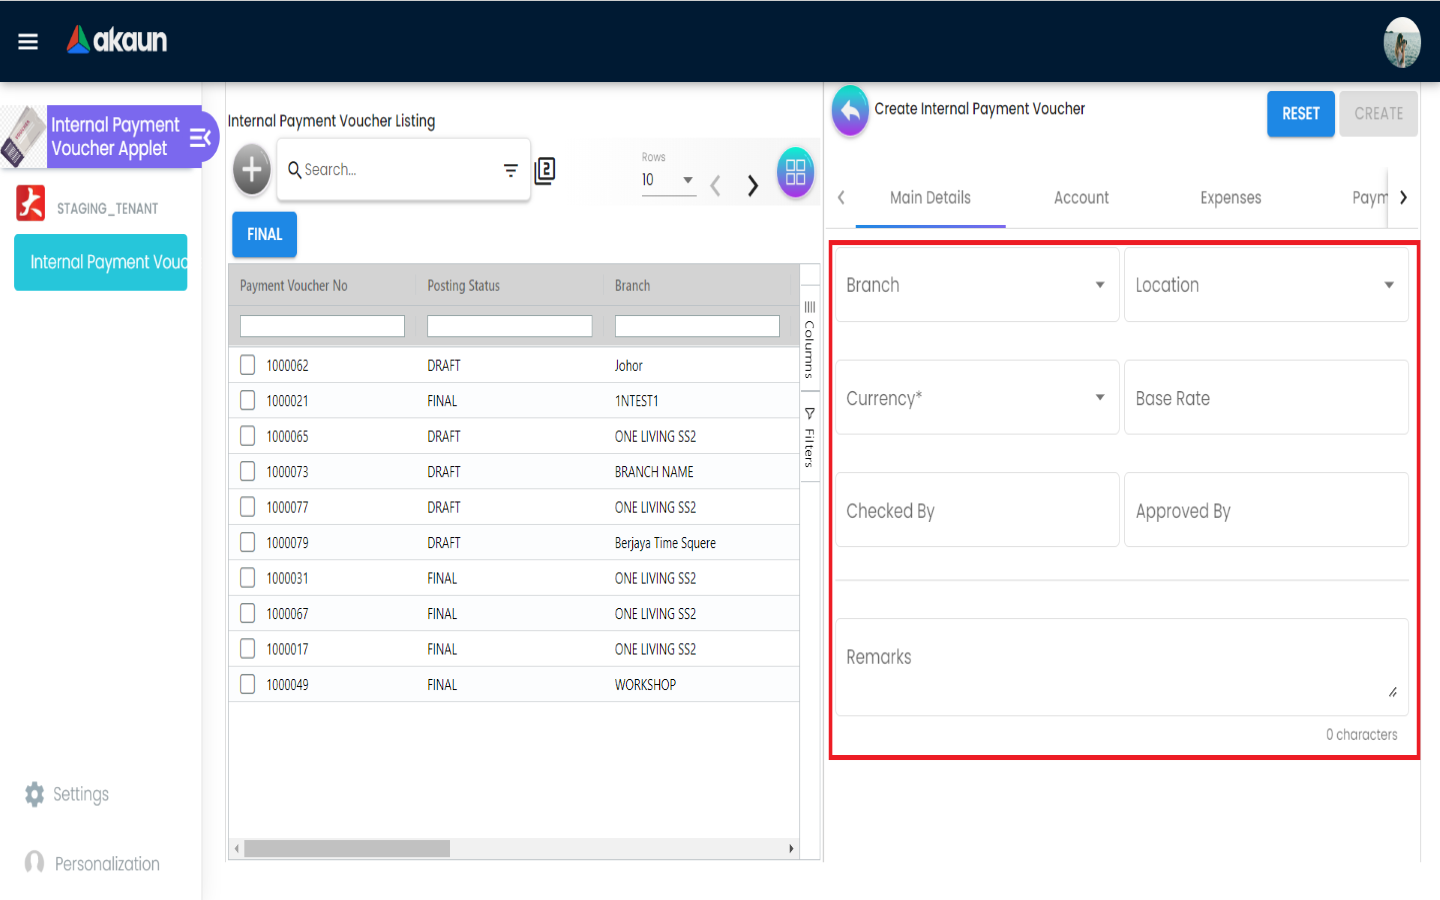 akaun
Internal Payment
Voucher Applet
STAGING_TENANT
Internal Payment Vouc
Settings
Personalization
Internal Payment Voucher Listing
Search...
2
Rows
10
FINAL
Payment Voucher No Posting Status Branch
1000062 DRAFT Johor
1000021 FINAL 1NTEST1
1000065 DRAFT ONE LIVING SS2
1000073 DRAFT BRANCH NAME
1000077 DRAFT ONE LIVING SS2
1000079 DRAFT Berjaya Time Squere
1000031 FINAL ONE LIVING SS2
1000067 FINAL ONE LIVING SS2
1000017 FINAL ONE LIVING SS2
1000049 FINAL WORKSHOP
Columns
Filters
Create Internal Payment Voucher
RESET CREATE
Main Details Account Expenses Paym
Branch Location
Currency* Base Rate
Checked By Approved By
Remarks
0 characters